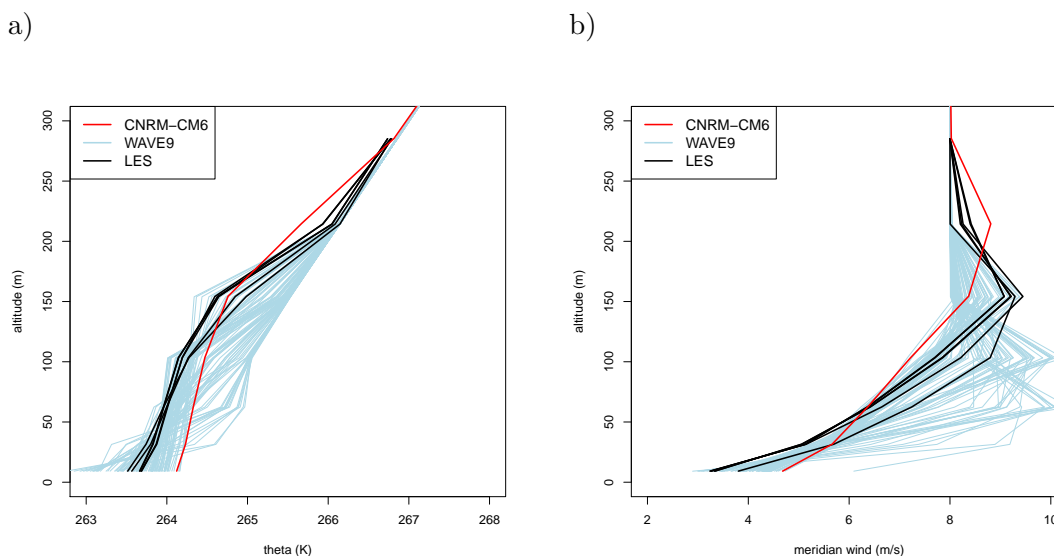 a)
b)
CNRM−CM6
WAVE9
LES
altitude (m)
0 50 100 150 200 250 300
263 264 265 266 267 268
theta (K)
CNRM−CM6
WAVE9
LES
altitude (m)
0 50 100 150 200 250 300
2 4 6 8 10
meridian wind (m/s)